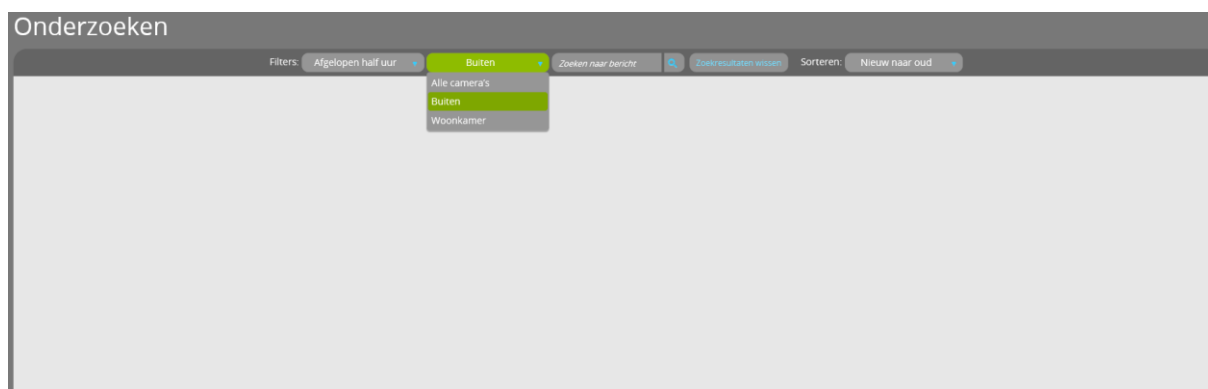 Onderzoeken
Filters: Afgelopen half uur Buiten Zoeken naar bericht Zoekresultaten wissen Sorteren: Nieuw naar oud
Alle camera's
Buiten
Woonkamer